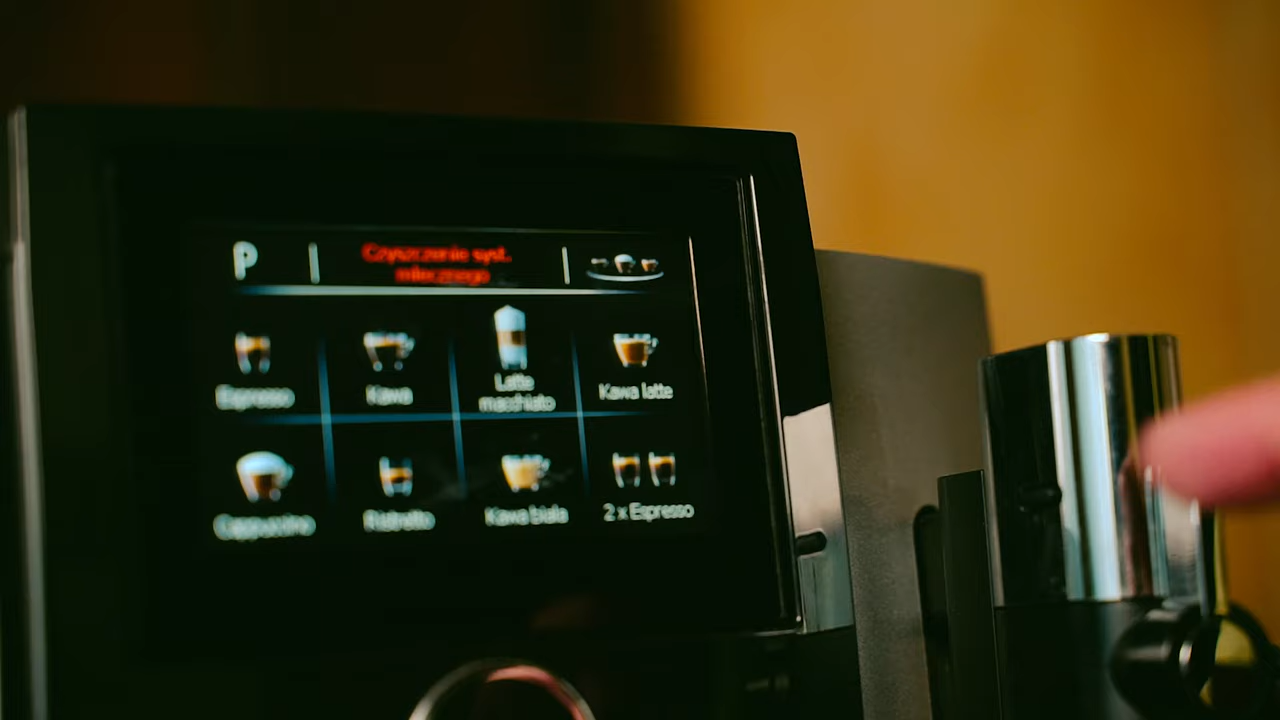 P
Czyszczenie syst.
mlecznego
Espresso
Kawa
Latte
macchiato
Kawa latte
Cappuccino
Ristretto
Kawa biała
2 x Espresso